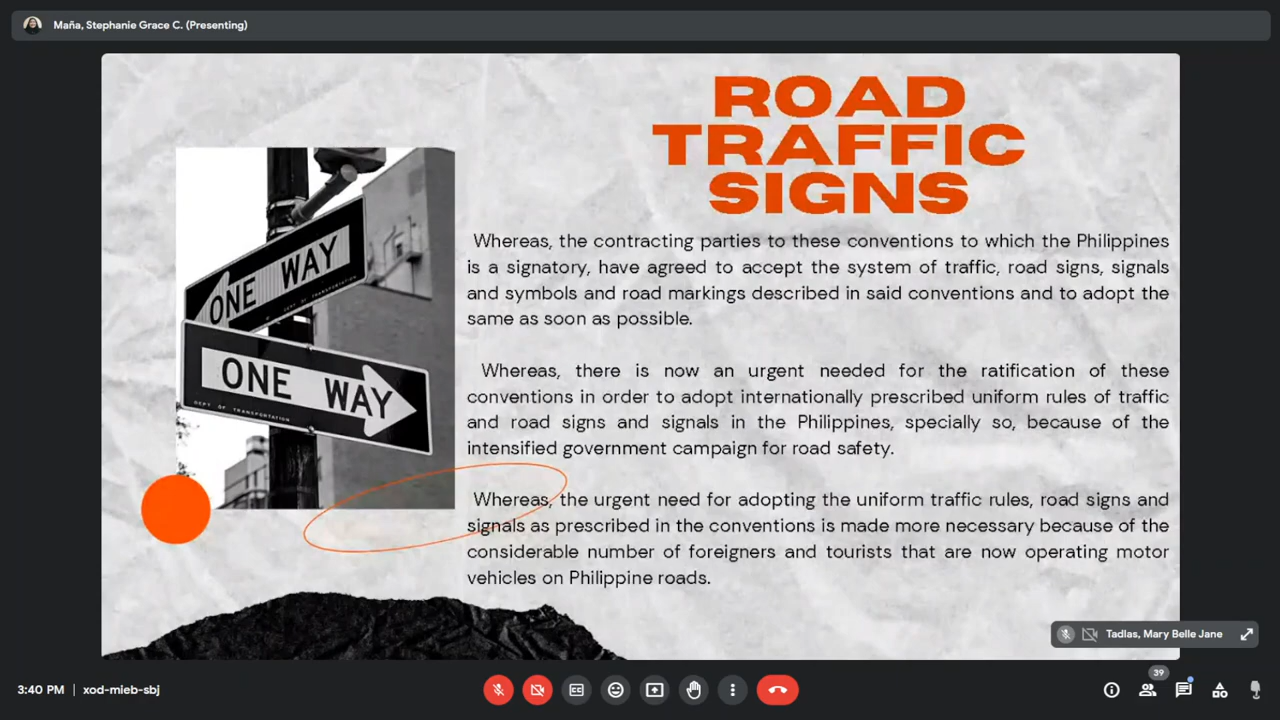 Maña, Stephanie Grace C. (Presenting)
ROAD
TRAFFIC
SIGNS
ONE WAY
DEPT OF TRANSPORTATION
ONE WAY
DEPT OF TRANSPORTATION
Whereas, the contracting parties to these conventions to which the Philippines
is a signatory, have agreed to accept the system of traffic, road signs, signals
and symbols and road markings described in said conventions and to adopt the
same as soon as possible.
Whereas, there is now an urgent needed for the ratification of these
conventions in order to adopt internationally prescribed uniform rules of traffic
and road signs and signals in the Philippines, specially so, because of the
intensified government campaign for road safety.
Whereas, the urgent need for adopting the uniform traffic rules, road signs and
signals as prescribed in the conventions is made more necessary because of the
considerable number of foreigners and tourists that are now operating motor
vehicles on Philippine roads.
Tadlas, Mary Belle Jane
3:40 PM | xod-mieb-sbj
39